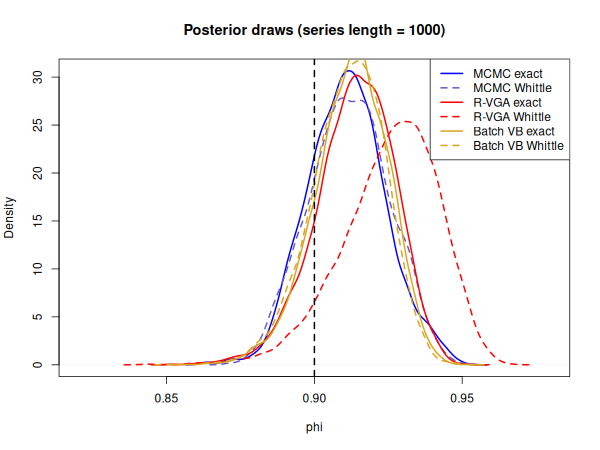 Posterior draws (series length = 1000)
MCMC exact
MCMC Whittle
R-VGA exact
R-VGA Whittle
Batch VB exact
Batch VB Whittle
Density
30
25
20
15
10
5
0
0.85 0.90 0.95
phi